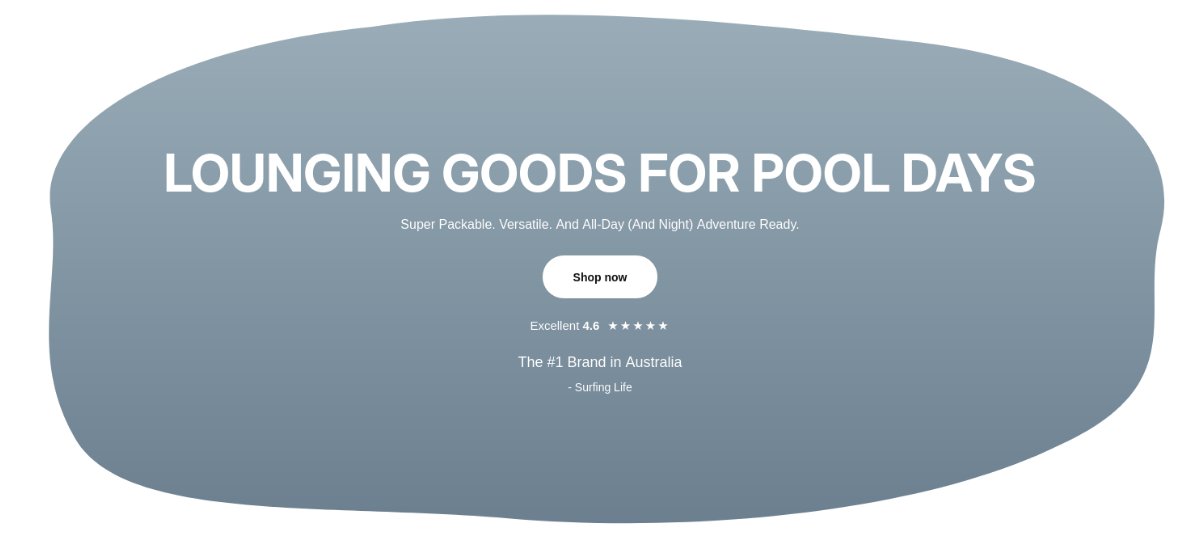 LOUNGING GOODS FOR POOL DAYS
Super Packable. Versatile. And All-Day (And Night) Adventure Ready.
Shop now
Excellent 4.6 ★★★★★
The #1 Brand in Australia
- Surfing Life